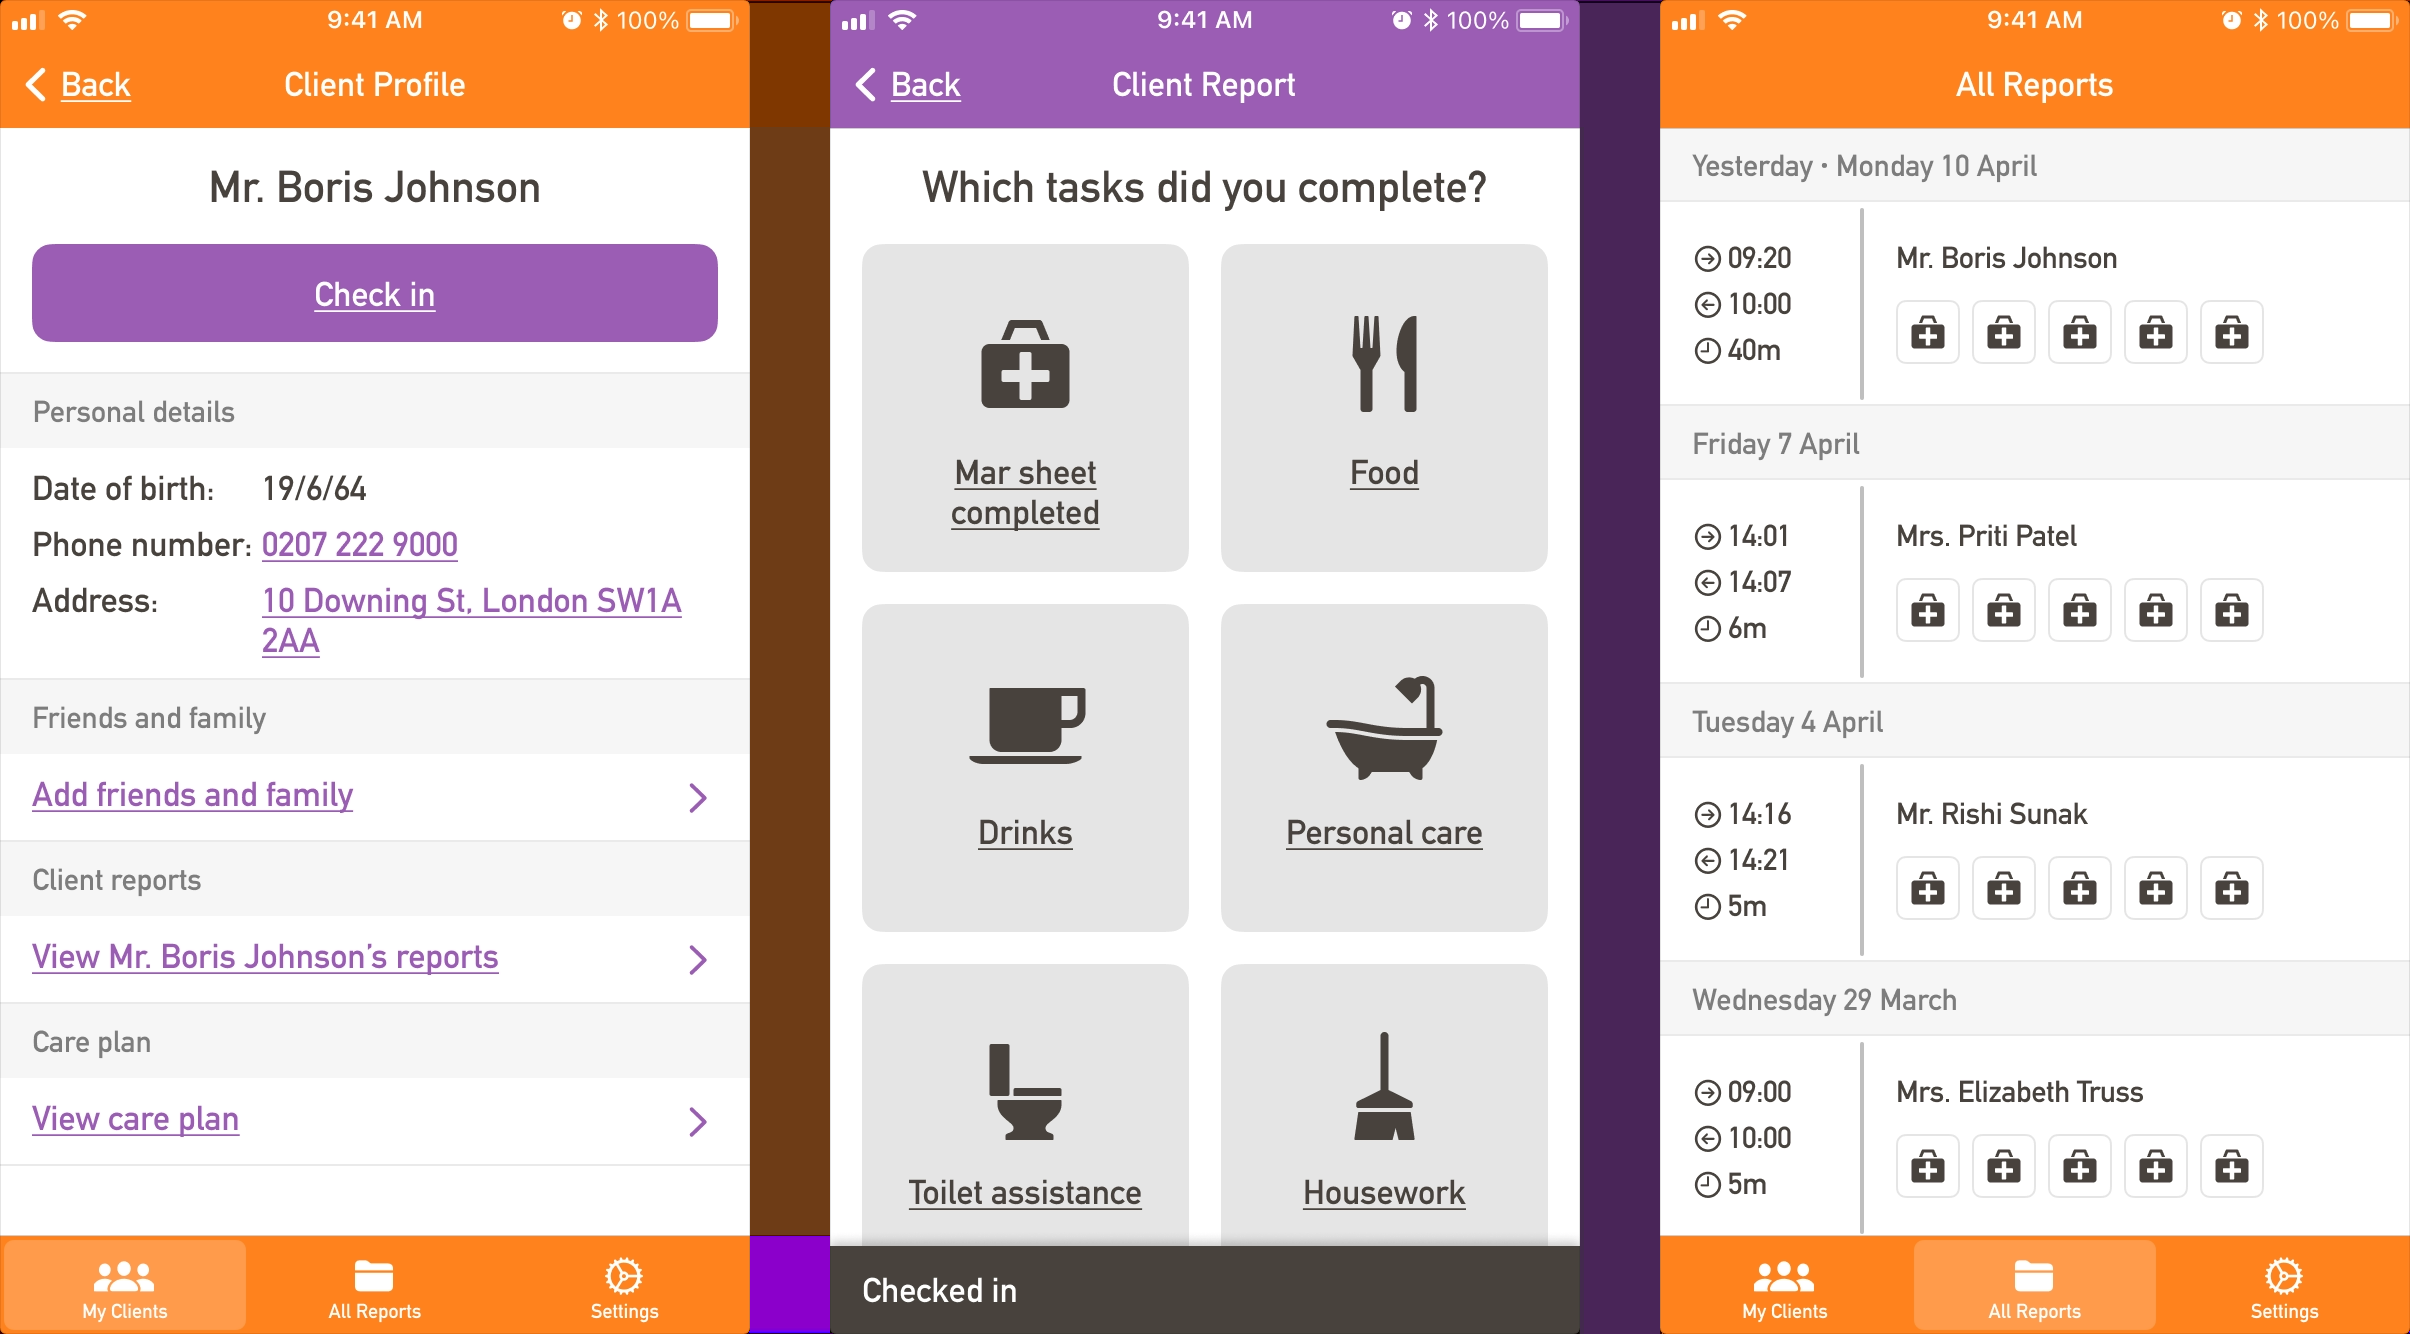 9:41 AM
100%
Back
Client Profile
Mr. Boris Johnson
Check in
Personal details
Date of birth: 19/6/64
Phone number: 0207 222 9000
Address: 10 Downing St, London SW1A
2AA
Friends and family
Add friends and family
Client reports
View Mr. Boris Johnson’s reports
Care plan
View care plan
My Clients
All Reports
Settings
9:41 AM
100%
Back
Client Report
Which tasks did you complete?
Mar sheet
completed
Food
Drinks
Personal care
Toilet assistance
Housework
Checked in
9:41 AM
100%
All Reports
Yesterday • Monday 10 April
09:20
10:00
40m
Mr. Boris Johnson
Friday 7 April
14:01
14:07
6m
Mrs. Priti Patel
Tuesday 4 April
14:16
14:21
5m
Mr. Rishi Sunak
Wednesday 29 March
09:00
10:00
5m
Mrs. Elizabeth Truss
My Clients
All Reports
Settings